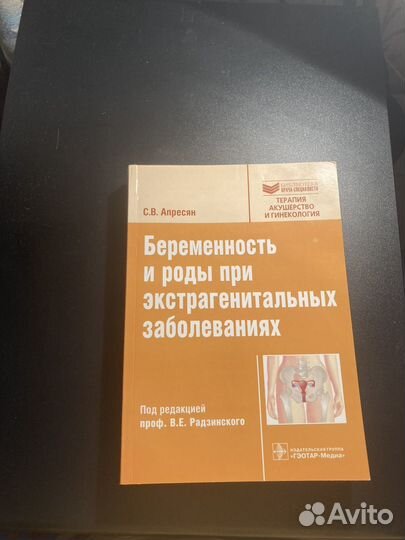 БИБЛИОТЕКА
ВРАЧА-СПЕЦИАЛИСТА
ТЕРАПИЯ
АКУШЕРСТВО
И ГИНЕКОЛОГИЯ
С.В. Апресян
Беременность
и роды при
экстрагенитальных
заболеваниях
Под редакцией
проф. В.Е. Радзинского
ИЗДАТЕЛЬСКАЯ ГРУППА
«ГЭОТАР-Медиа»
Avito